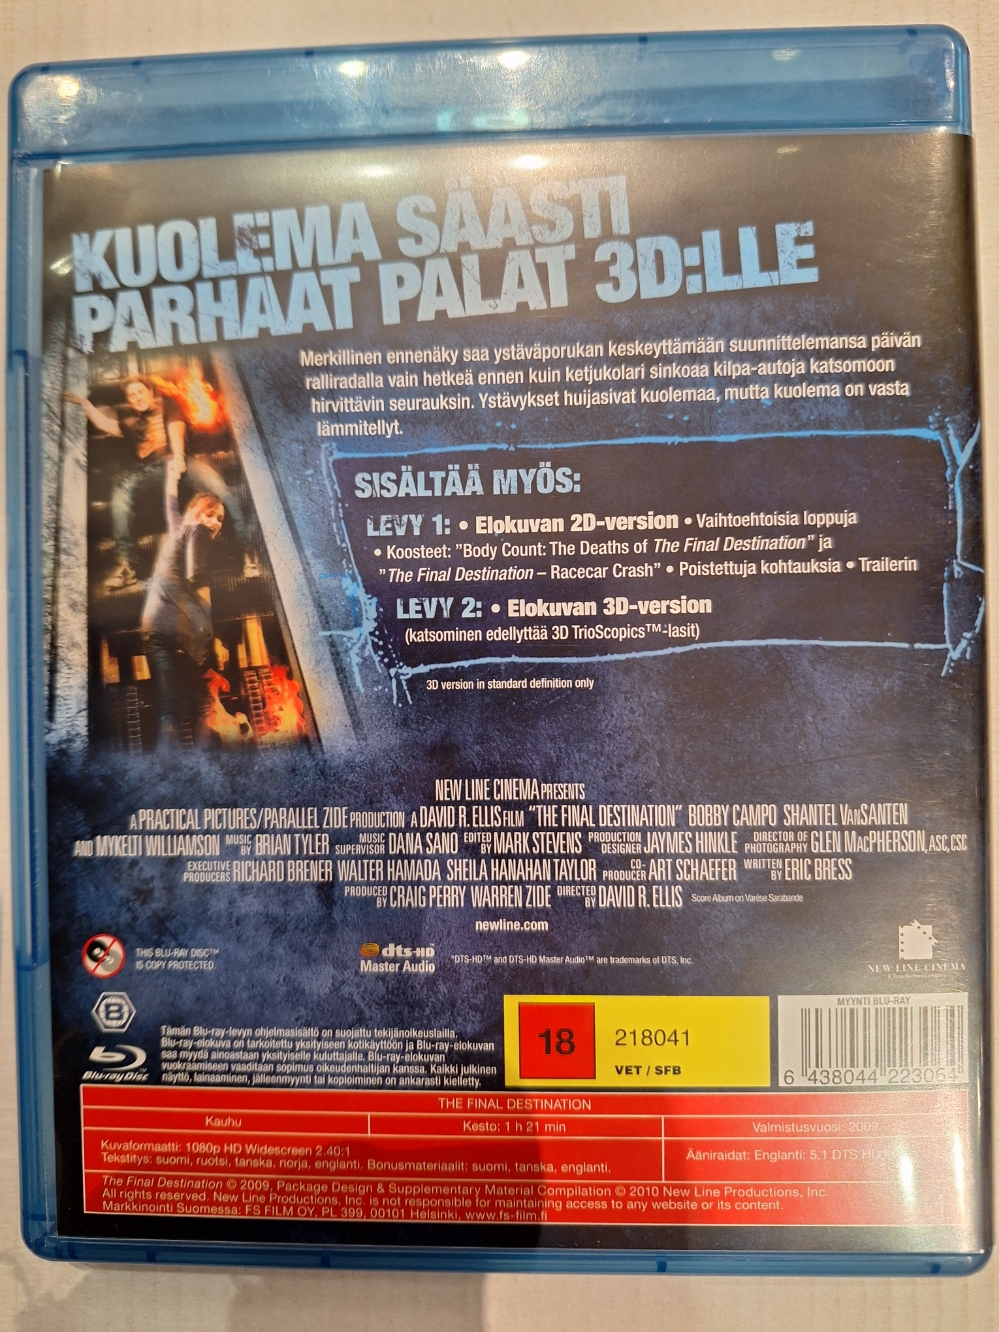 KUOLEMA SÄÄSTI
PARHAAT PALAT 3D:LLE
Merkillinen ennenäky saa ystäväporukan keskeyttämään suunnittelemansa päivän
ralliradalla vain hetkeä ennen kuin ketjukolari sinkoaa kilpa-autoja katsomoon
hirvittävin seurauksin. Ystävykset huijasivat kuolemaa, mutta kuolema on vasta
lämmitellyt.
SISÄLTÄÄ MYÖS:
LEVY 1: • Elokuvan 2D-version • Vaihtoehtoisia loppuja
• Koosteet: "Body Count: The Deaths of The Final Destination" ja
"The Final Destination – Racecar Crash" • Poistettuja kohtauksia • Trailerin
LEVY 2: • Elokuvan 3D-version
(katsominen edellyttää 3D TrioScopics™-lasit)
3D version in standard definition only
NEW LINE CINEMA PRESENTS
A PRACTICAL PICTURES/PARALLEL ZIDE PRODUCTION A DAVID R. ELLIS FILM "THE FINAL DESTINATION" BOBBY CAMPO SHANTEL VANSANTEN
AND MYKELTI WILLIAMSON MUSIC BY BRIAN TYLER MUSIC SUPERVISOR DANA SANO EDITED BY MARK STEVENS PRODUCTION DESIGNER JAYMES HINKLE DIRECTOR OF PHOTOGRAPHY GLEN MACPHERSON, ASC, CSC
EXECUTIVE PRODUCERS RICHARD BRENER WALTER HAMADA SHEILA HANAHAN TAYLOR CO-PRODUCER ART SCHAEFER WRITTEN BY ERIC BRESS
PRODUCED BY CRAIG PERRY WARREN ZIDE DIRECTED BY DAVID R. ELLIS Score Album on Varèse Sarabande
newline.com
THIS BLU-RAY DISC™
IS COPY PROTECTED.
dts-HD™
Master Audio
"DTS-HD™ and DTS-HD Master Audio™ are trademarks of DTS, Inc.
NEW LINE CINEMA
B
Blu-ray Disc
Tämän Blu-ray-levyn ohjelmasisältö on suojattu tekijänoikeuslailla.
Blu-ray-elokuva on tarkoitettu yksityiseen kotikäyttöön ja Blu-ray-elokuvan
saa myydä ainoastaan yksityiselle kuluttajalle. Blu-ray-elokuvan
vuokraamiseen vaaditaan sopimus oikeudenhaltijan kanssa. Kaikki julkinen
näyttö, lainaaminen, jälleenmyynti tai kopioiminen on ankarasti kielletty.
18
218041
VET / SFB
MYYNTI BLU-RAY
6 438044 223064
THE FINAL DESTINATION
Kauhu
Kesto: 1 h 21 min
Valmistusvuosi: 2009
Kuvaformaatti: 1080p HD Widescreen 2.40:1
Tekstitys: suomi, ruotsi, tanska, norja, englanti. Bonusmateriaalit: suomi, tanska, englanti.
Ääniraidat: Englanti: 5.1 DTS
The Final Destination © 2009, Package Design & Supplementary Material Compilation © 2010 New Line Productions, Inc.
All rights reserved. New Line Productions, Inc. is not responsible for maintaining access to any website or its content.
Markkinointi Suomessa: FS FILM OY, PL 399, 00101 Helsinki, www.fs-film.fi